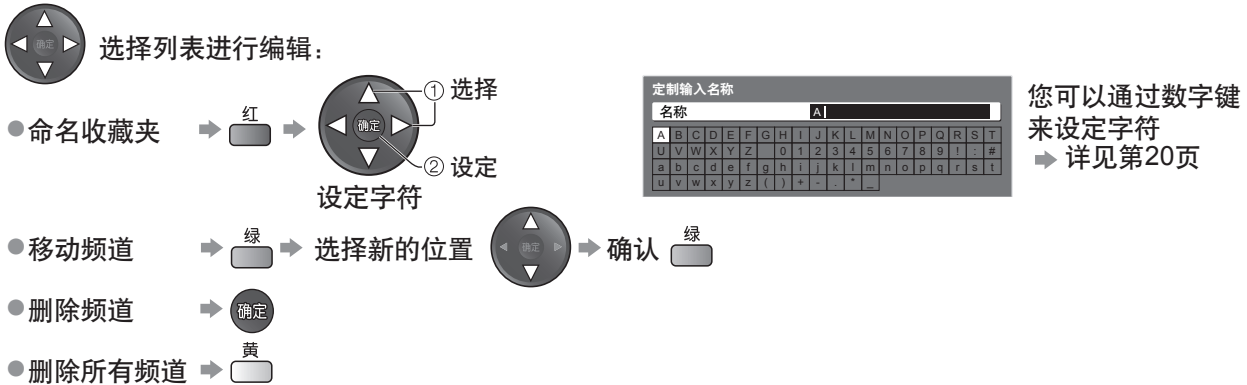 确定 选择列表进行编辑：
●命名收藏夹 红 确定 ① 选择
② 设定
设定字符
定制输入名称
名称 A
A B C D E F G H I J K L M N O P Q R S T
U V W X Y Z 0 1 2 3 4 5 6 7 8 9 ! : #
a b c d e f g h i j k l m n o p q r s t
u v w x y z ( ) + - . * _
您可以通过数字键
来设定字符
详见第20页
●移动频道 绿 选择新的位置 确定 确认 绿
●删除频道 确定
●删除所有频道 黄